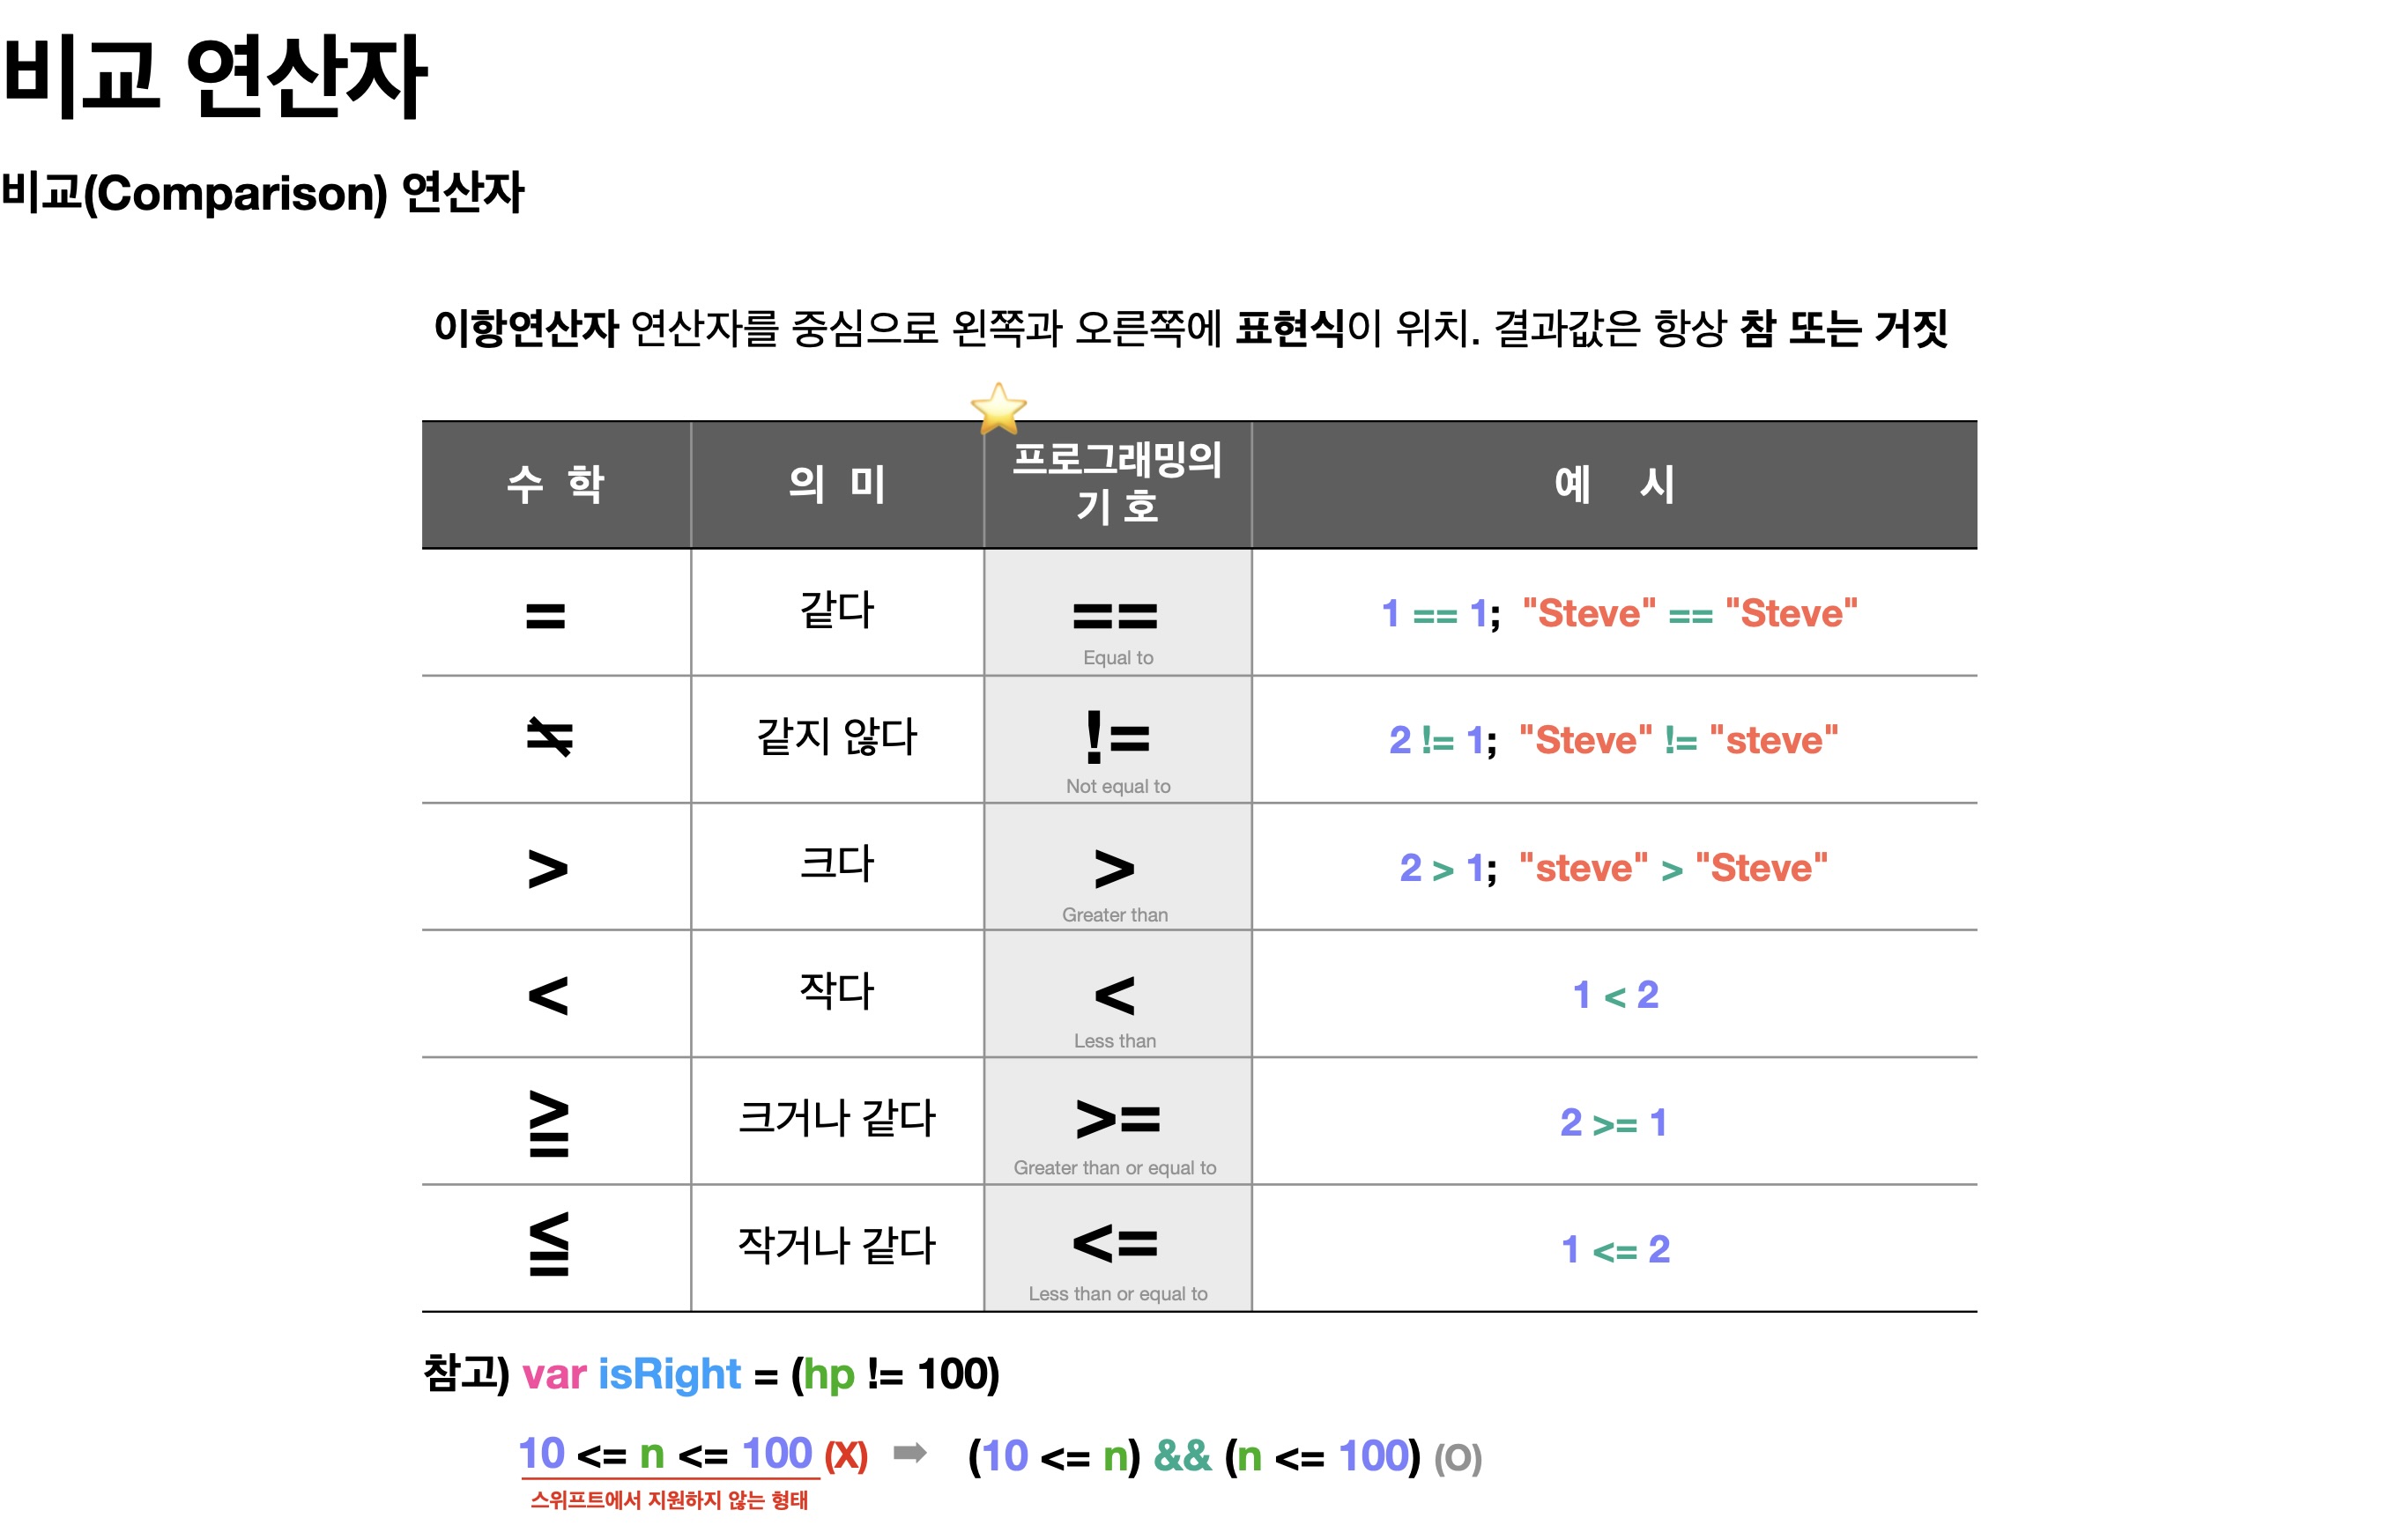 비교 연산자
비교(Comparison) 연산자
이항연산자 연산자를 중심으로 왼쪽과 오른쪽에 표현식이 위치. 결과값은 항상 참 또는 거짓
수 학 의 미 프로그래밍의 기 호 예 시
= 같다 == 1 == 1; "Steve" == "Steve"
Equal to
≠ 같지 않다 != 2 != 1; "Steve" != "steve"
Not equal to
> 크다 > 2 > 1; "steve" > "Steve"
Greater than
< 작다 < 1 < 2
Less than
≧ 크거나 같다 >= 2 >= 1
Greater than or equal to
≦ 작거나 같다 <= 1 <= 2
Less than or equal to
참고) var isRight = (hp != 100)
10 <= n <= 100 (X) ➡ (10 <= n) && (n <= 100) (O)
스위프트에서 지원하지 않는 형태